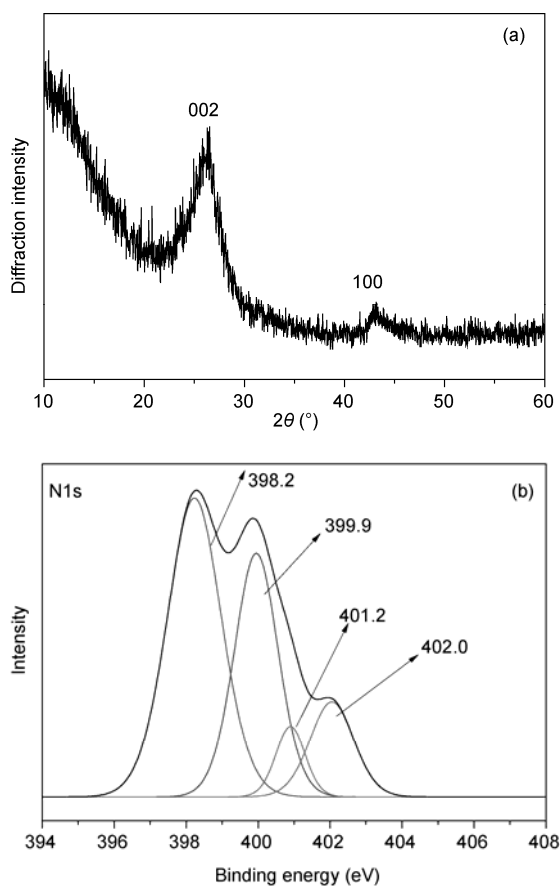 (a)
002
100
Diffraction intensity
10 20 30 40 50 60
2θ (°)
N1s
(b)
398.2
399.9
401.2
402.0
Intensity
394 396 398 400 402 404 406 408
Binding energy (eV)